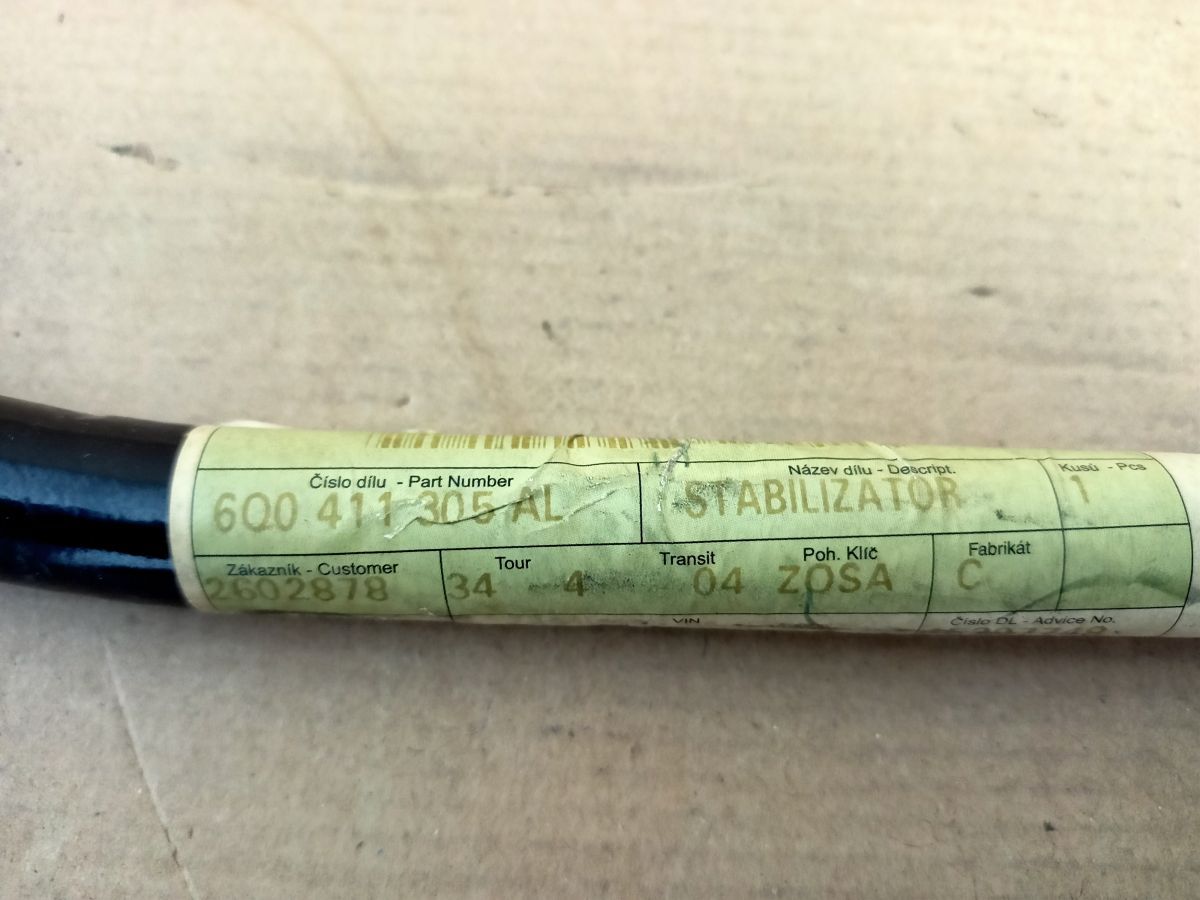 Číslo dílu - Part Number Název dílu - Descript. Kusů - Pcs
6Q0 411 305 AL STABILIZATOR 1
Zákazník - Customer Tour Transit Poh. Klíč Fabrikát
2602878 34 4 04 ZOSA C
VIN Číslo DL - Advice No.